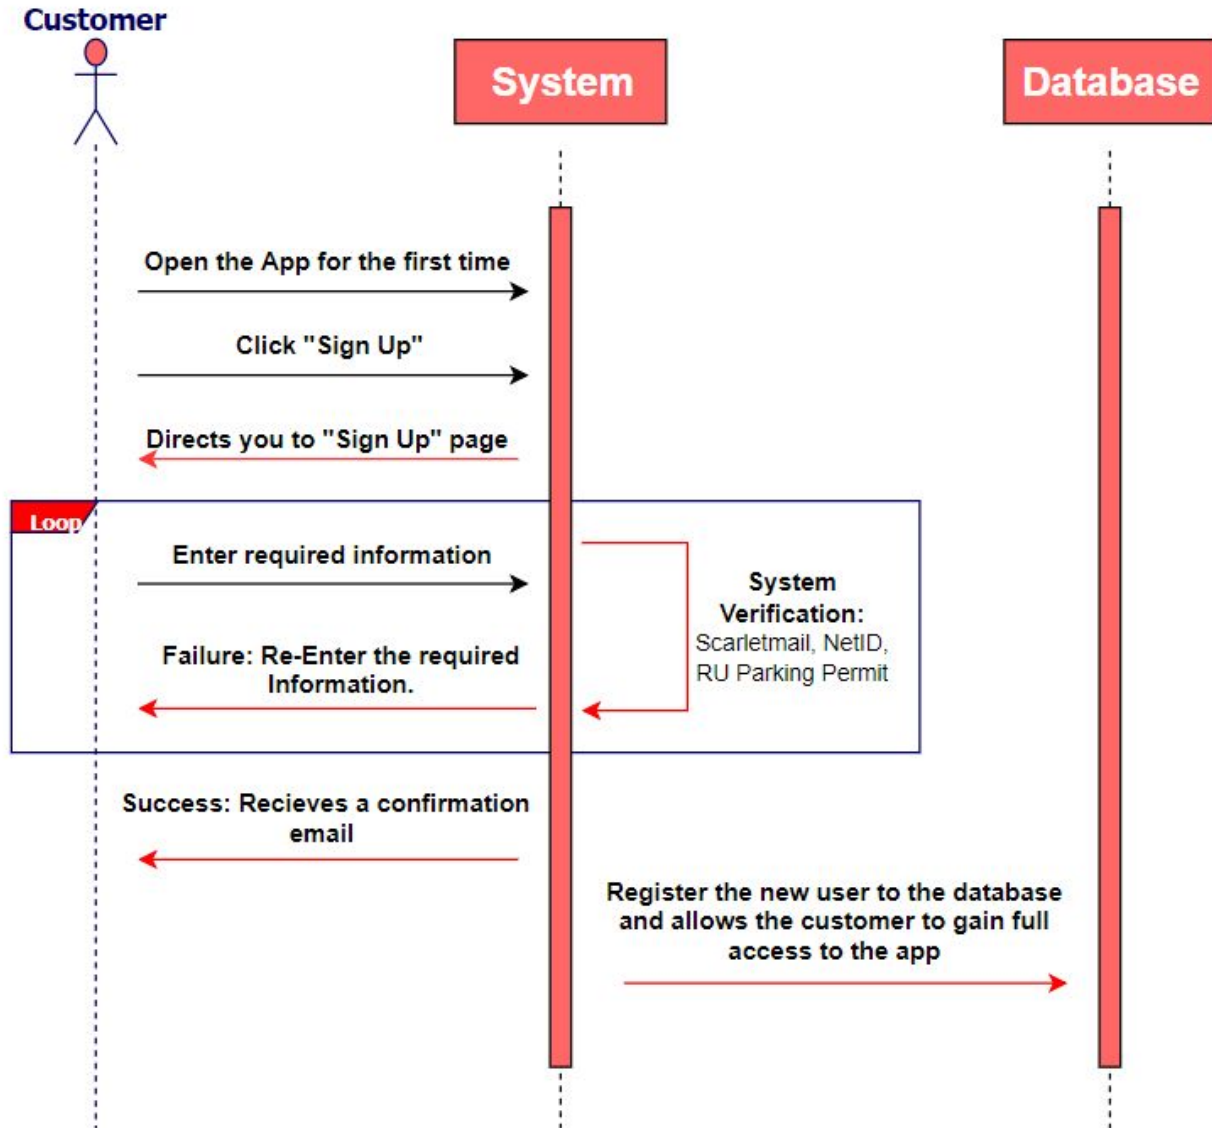 Customer
System
Database
Open the App for the first time
Click "Sign Up"
Directs you to "Sign Up" page
Loop
Enter required information
System
Verification:
Scarletmail, NetID,
RU Parking Permit
Failure: Re-Enter the required
Information.
Success: Recieves a confirmation
email
Register the new user to the database
and allows the customer to gain full
access to the app